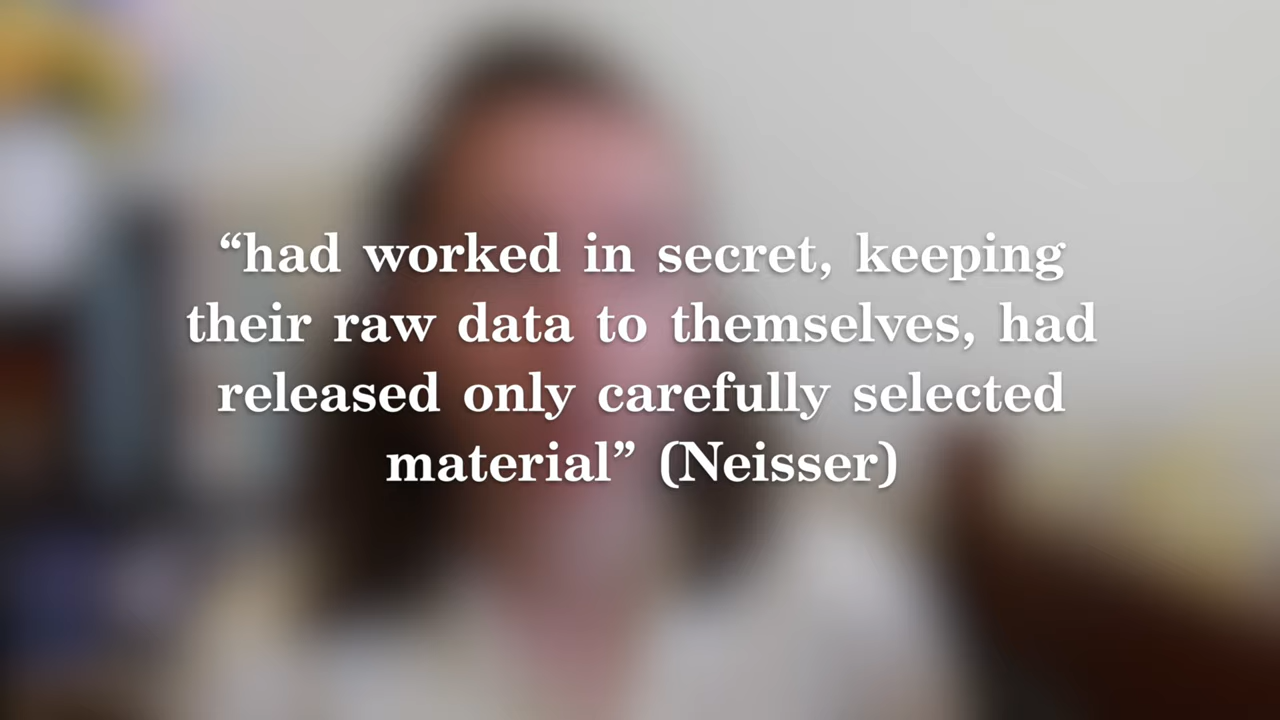 “had worked in secret, keeping
their raw data to themselves, had
released only carefully selected
material” (Neisser)